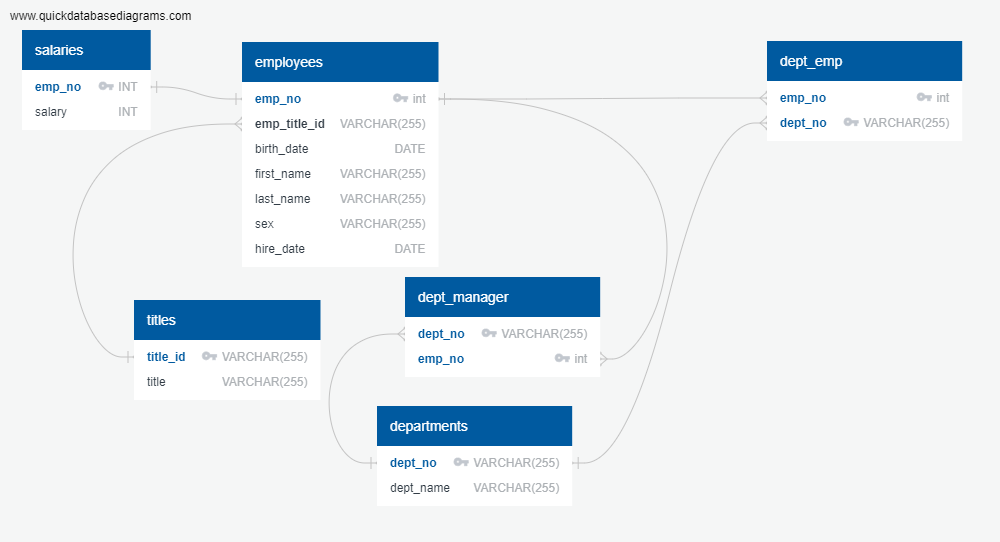 www.quickdatabasediagrams.com
salaries
emp_no INT
salary INT
employees
emp_no int
emp_title_id VARCHAR(255)
birth_date DATE
first_name VARCHAR(255)
last_name VARCHAR(255)
sex VARCHAR(255)
hire_date DATE
dept_emp
emp_no int
dept_no VARCHAR(255)
titles
title_id VARCHAR(255)
title VARCHAR(255)
dept_manager
dept_no VARCHAR(255)
emp_no int
departments
dept_no VARCHAR(255)
dept_name VARCHAR(255)